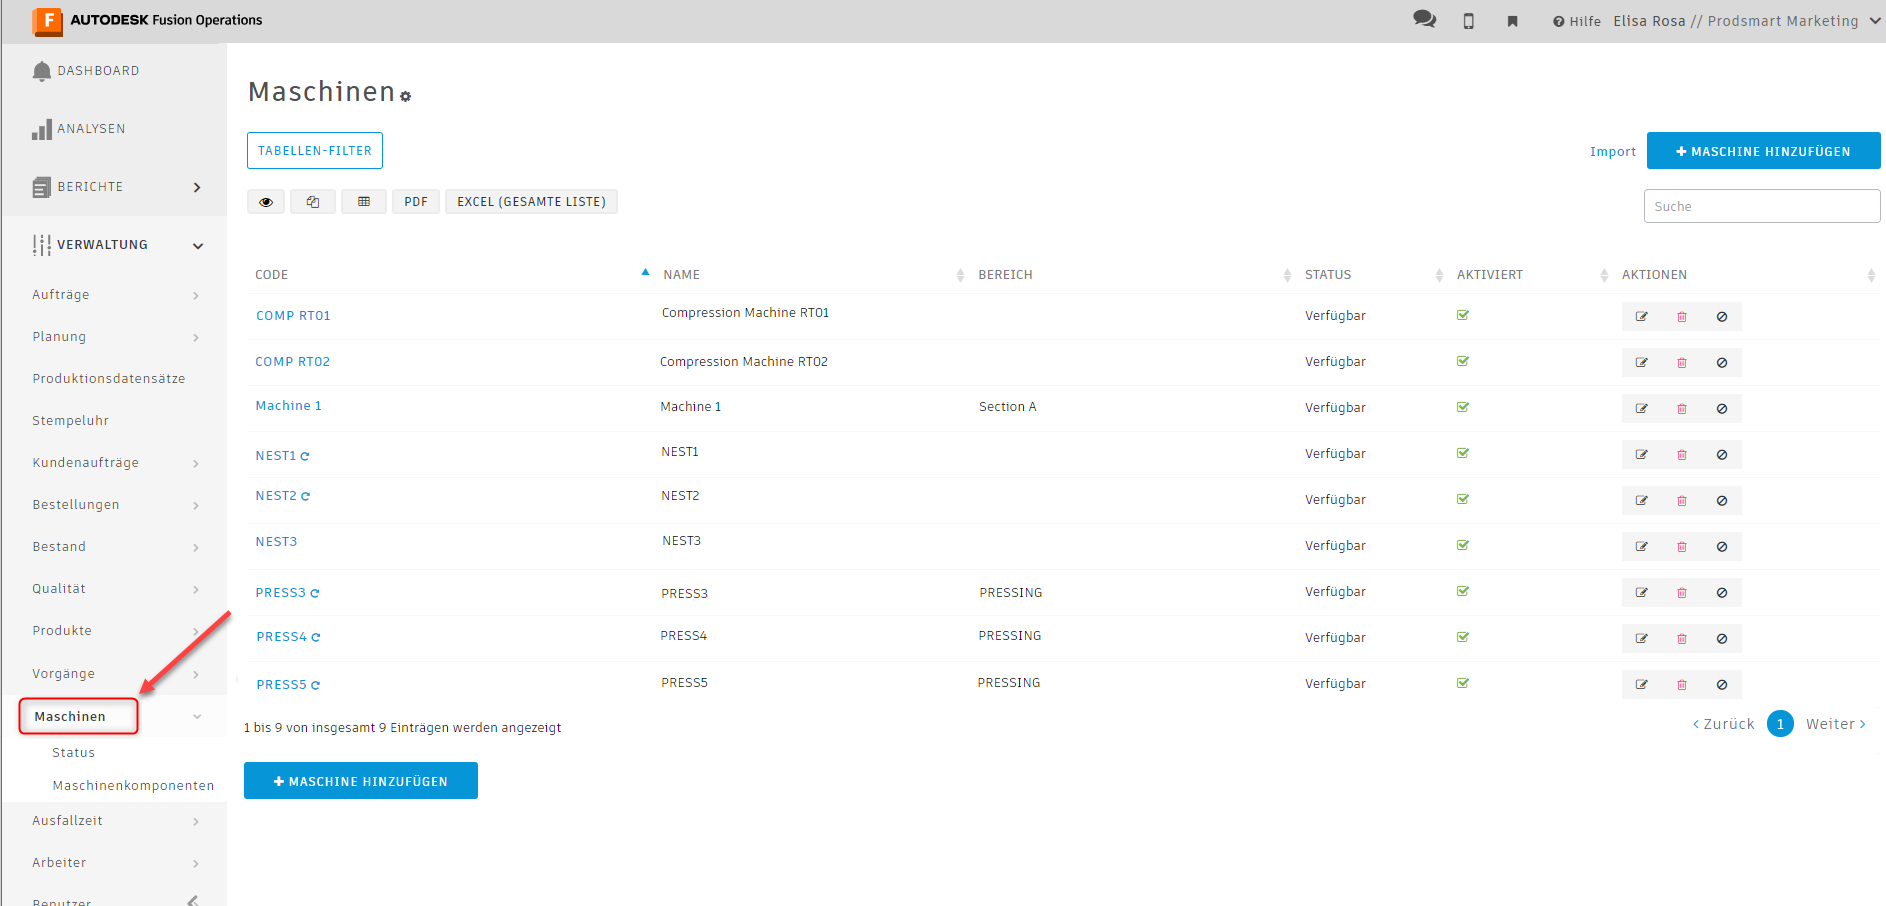 F AUTODESK Fusion Operations
Hilfe Elisa Rosa // Prodsmart Marketing
DASHBOARD
ANALYSEN
BERICHTE
VERWALTUNG
Aufträge
Planung
Produktionsdatensätze
Stempeluhr
Kundenaufträge
Bestellungen
Bestand
Qualität
Produkte
Vorgänge
Maschinen
Status
Maschinenkomponenten
Ausfallzeit
Arbeiter
Benutzer
Maschinen
TABELLEN-FILTER
Import
MASCHINE HINZUFÜGEN
PDF
EXCEL (GESAMTE LISTE)
Suche
CODE NAME BEREICH STATUS AKTIVIERT AKTIONEN
COMP RT01 Compression Machine RT01 Verfügbar
COMP RT02 Compression Machine RT02 Verfügbar
Machine 1 Machine 1 Section A Verfügbar
NEST1 NEST1 Verfügbar
NEST2 NEST2 Verfügbar
NEST3 NEST3 Verfügbar
PRESS3 PRESS3 PRESSING Verfügbar
PRESS4 PRESS4 PRESSING Verfügbar
PRESS5 PRESS5 PRESSING Verfügbar
1 bis 9 von insgesamt 9 Einträgen werden angezeigt
Zurück 1 Weiter
MASCHINE HINZUFÜGEN